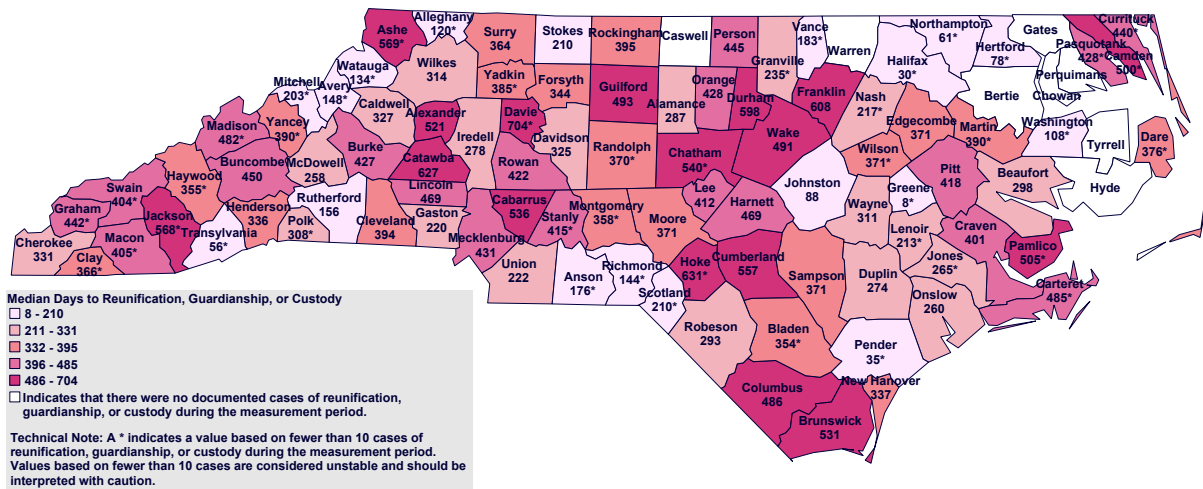 Alleghany
120*
Ashe
569*
Surry
364
Stokes
210
Rockingham
395
Caswell
Person
445
Vance
183*
Warren
Granville
235*
Northampton
61*
Hertford
78*
Gates
Currituck
440*
Pasquotank
428*
Camden
500*
Perquimans
Chowan
Halifax
30*
Bertie
Watauga
134*
Wilkes
314
Yadkin
385*
Forsyth
344
Guilford
493
Alamance
287
Orange
428
Durham
598
Franklin
608
Nash
217*
Edgecombe
371
Martin
390*
Washington
108*
Tyrrell
Dare
376*
Mitchell
203*
Avery
148*
Caldwell
327
Alexander
521
Iredell
278
Davie
704*
Davidson
325
Randolph
370*
Chatham
540*
Wake
491
Wilson
371*
Pitt
418
Beaufort
298
Hyde
Madison
482*
Yancey
390*
Burke
427
Catawba
627
Rowan
422
Johnston
88
Greene
8*
Buncombe
450
McDowell
258
Lincoln
469
Cabarrus
536
Stanly
415*
Montgomery
358*
Moore
371
Lee
412
Harnett
469
Wayne
311
Lenoir
213*
Craven
401
Pamlico
505*
Haywood
355*
Swain
404*
Graham
442
Jackson
568*
Transylvania
56*
Henderson
336
Polk
308*
Rutherford
156
Cleveland
394
Gaston
220
Mecklenburg
431
Cherokee
331
Clay
366*
Macon
405*
Union
222
Anson
176*
Richmond
144*
Scotland
210*
Hoke
631*
Cumberland
557
Sampson
371
Duplin
274
Jones
265*
Onslow
260
Carteret
485*
Robeson
293
Bladen
354*
Pender
35*
New Hanover
337
Columbus
486
Brunswick
531
Median Days to Reunification, Guardianship, or Custody
8 - 210
211 - 331
332 - 395
396 - 485
486 - 704
Indicates that there were no documented cases of reunification,
guardianship, or custody during the measurement period.
Technical Note: A * indicates a value based on fewer than 10 cases of
reunification, guardianship, or custody during the measurement period.
Values based on fewer than 10 cases are considered unstable and should be
interpreted with caution.